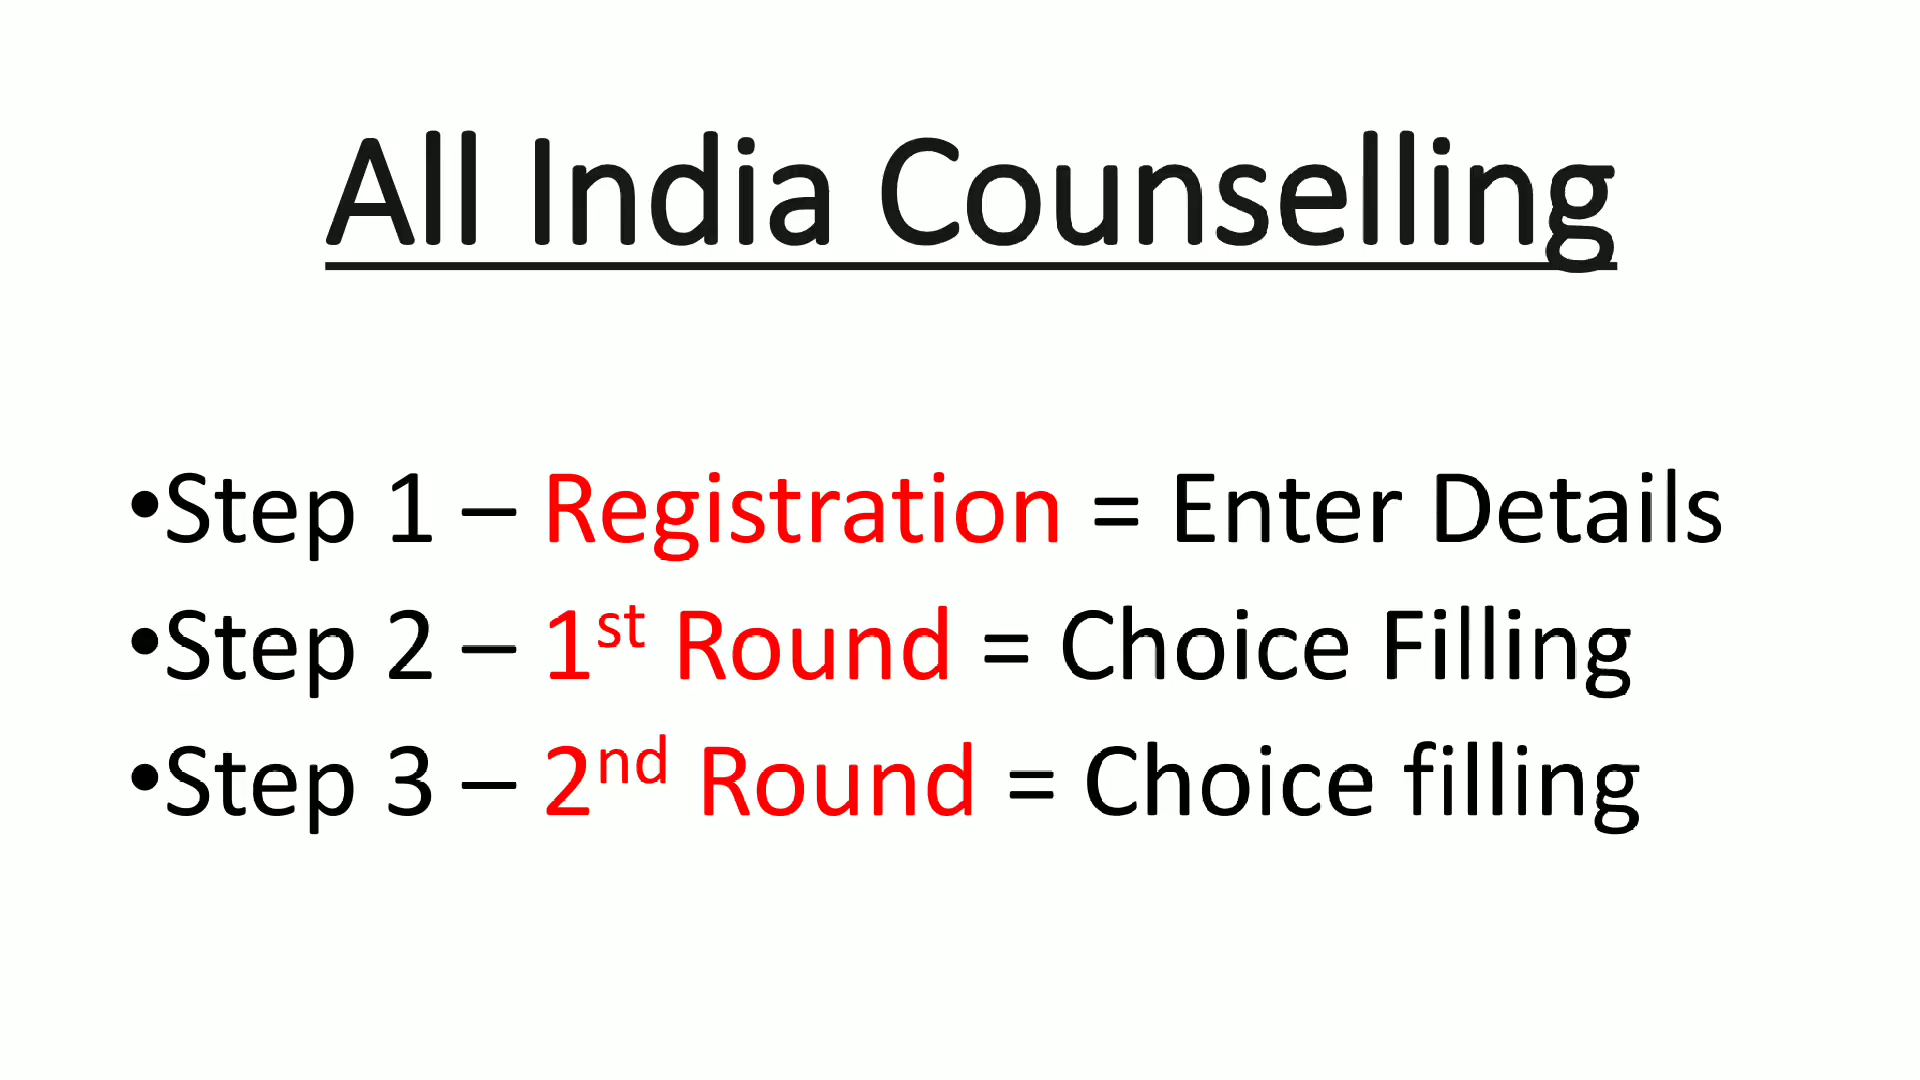 All India Counselling
•Step 1 – Registration = Enter Details
•Step 2 – 1st Round = Choice Filling
•Step 3 – 2nd Round = Choice filling